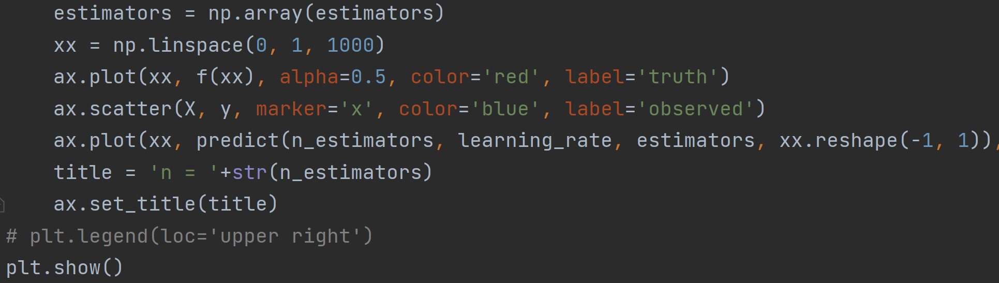 estimators = np.array(estimators)
xx = np.linspace(0, 1, 1000)
ax.plot(xx, f(xx), alpha=0.5, color='red', label='truth')
ax.scatter(X, y, marker='x', color='blue', label='observed')
ax.plot(xx, predict(n_estimators, learning_rate, estimators, xx.reshape(-1, 1)),
title = 'n = '+str(n_estimators)
ax.set_title(title)
# plt.legend(loc='upper right')
plt.show()